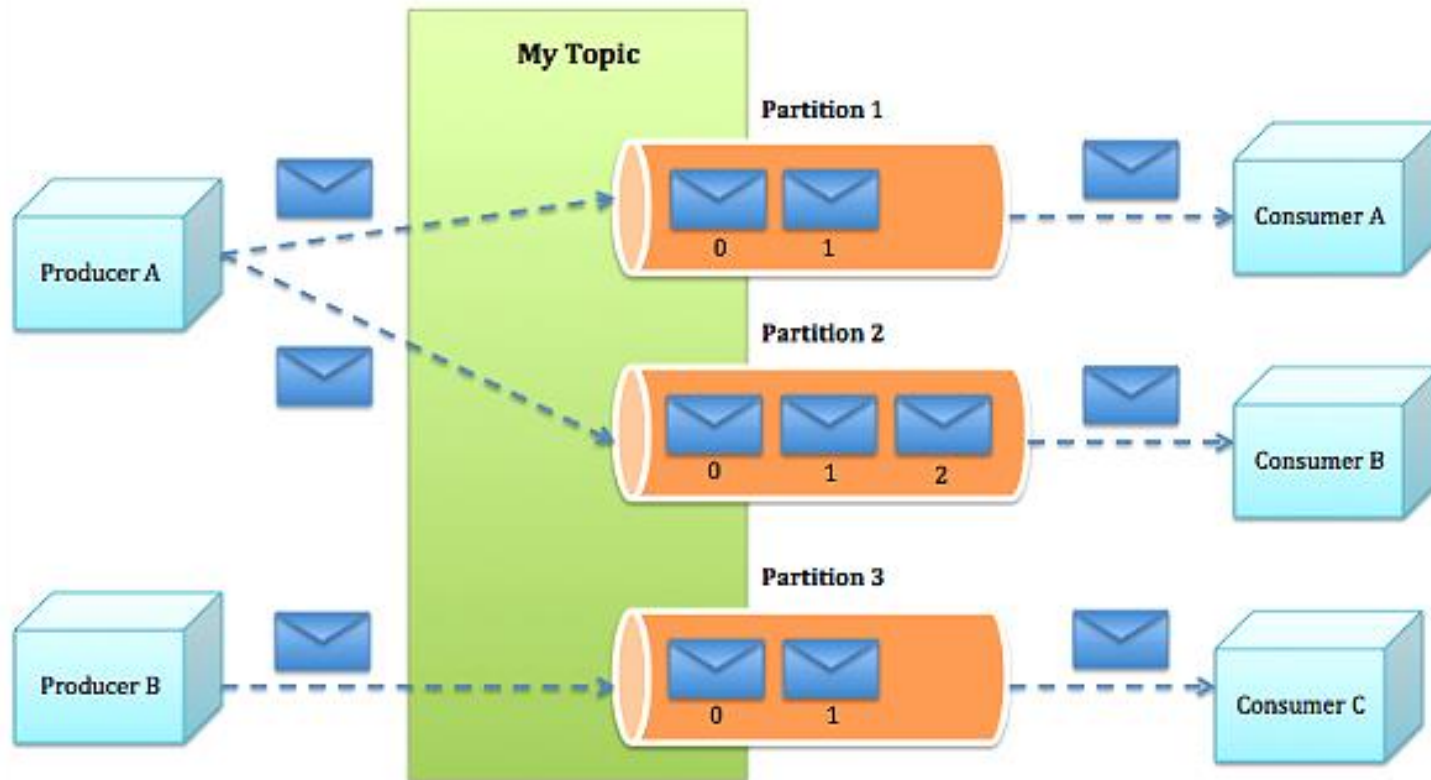 My Topic
Partition 1
0 1
Producer A
Consumer A
Partition 2
0 1 2
Consumer B
Partition 3
0 1
Producer B
Consumer C